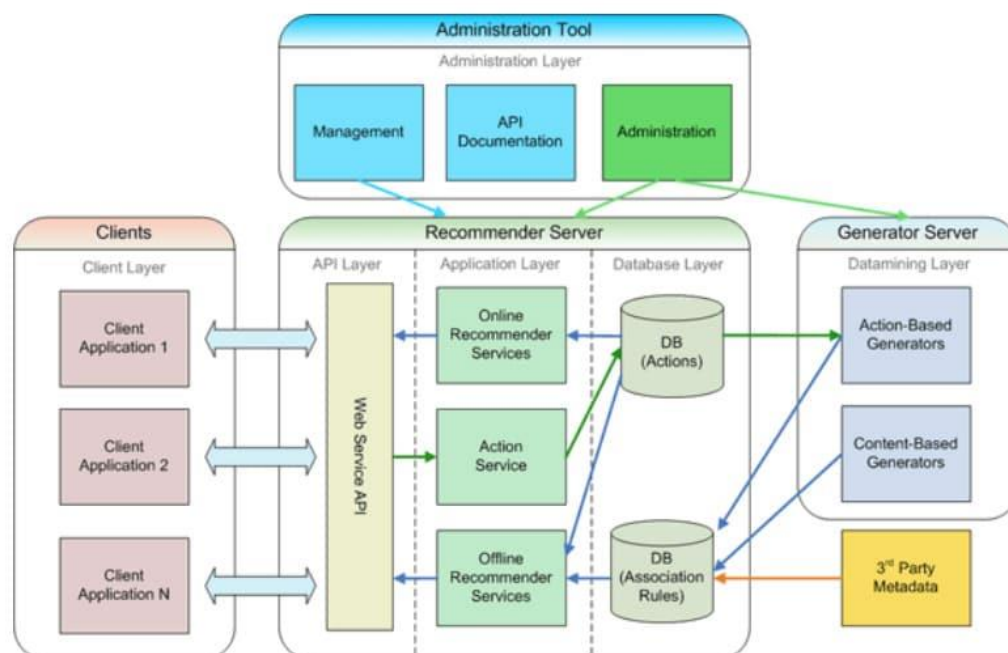 Administration Tool
Administration Layer
Management
API
Documentation
Administration
Clients
Client Layer
Client
Application 1
Client
Application 2
Client
Application N
Recommender Server
API Layer
Application Layer
Database Layer
Web Service API
Online
Recommender
Services
Action
Service
Offline
Recommender
Services
DB
(Actions)
DB
(Association
Rules)
Generator Server
Datamining Layer
Action-Based
Generators
Content-Based
Generators
3rd Party
Metadata